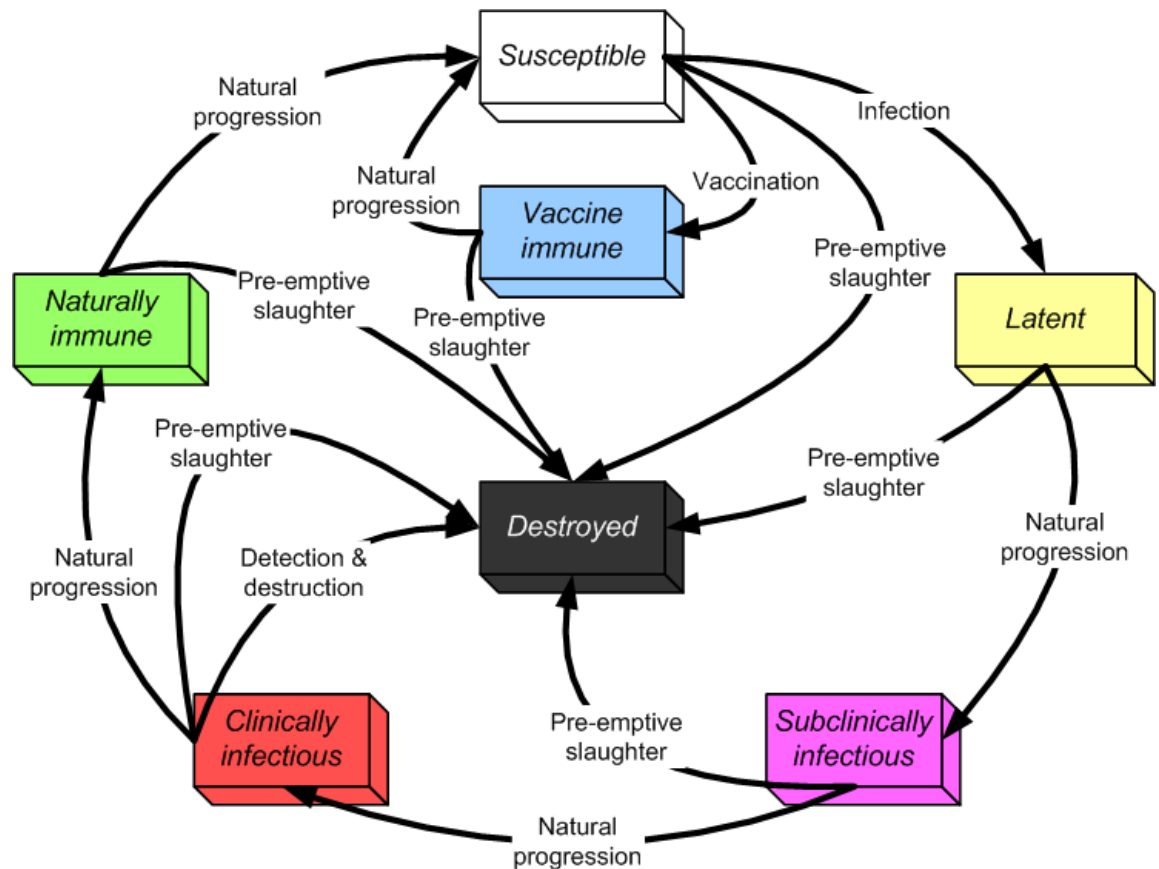 Susceptible
Natural
progression
Infection
Natural
progression
Vaccination
Vaccine
immune
Pre-emptive
slaughter
Pre-emptive
slaughter
Naturally
immune
Latent
Pre-emptive
slaughter
Pre-emptive
slaughter
Pre-emptive
slaughter
Destroyed
Natural
progression
Natural
progression
Detection &
destruction
Clinically
infectious
Pre-emptive
slaughter
Subclinically
infectious
Natural
progression